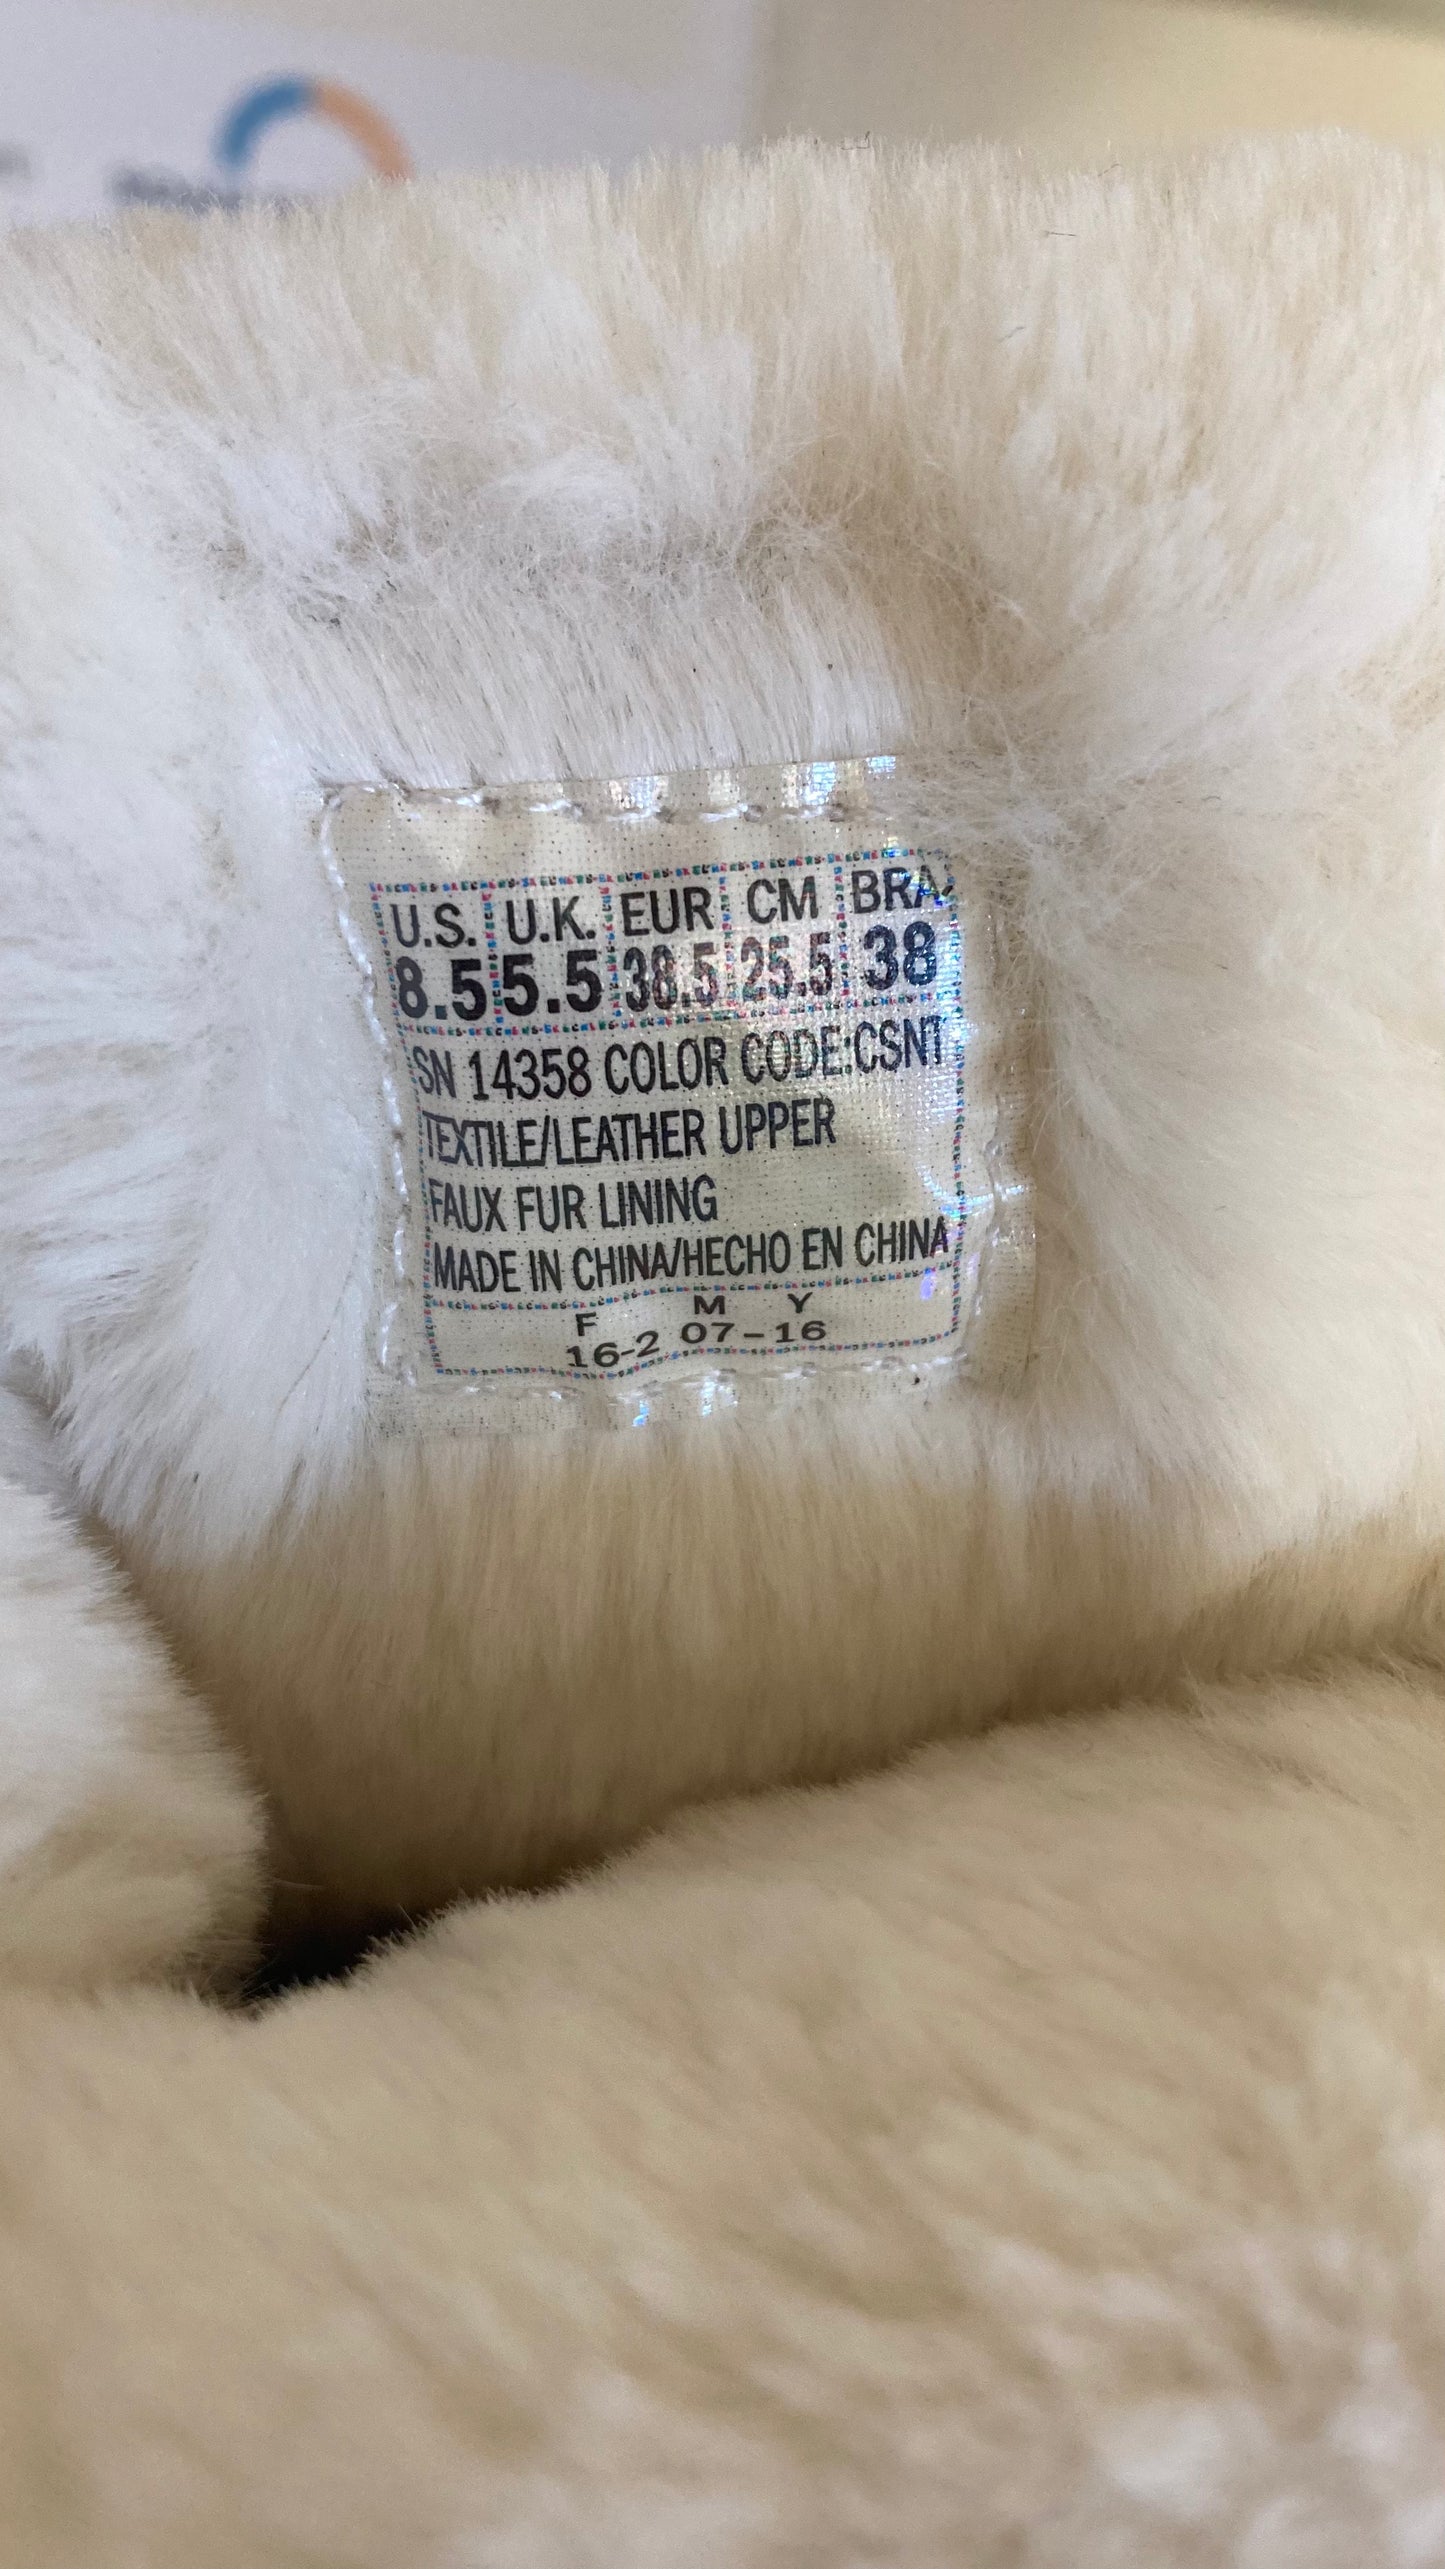 U.S. U.K. EUR CM BRA.
8.5 5.5 38.5 25.5 38
SN 14358 COLOR CODE:CSNT
TEXTILE/LEATHER UPPER
FAUX FUR LINING
MADE IN CHINA/HECHO EN CHINA
F M Y
16-2 07-16